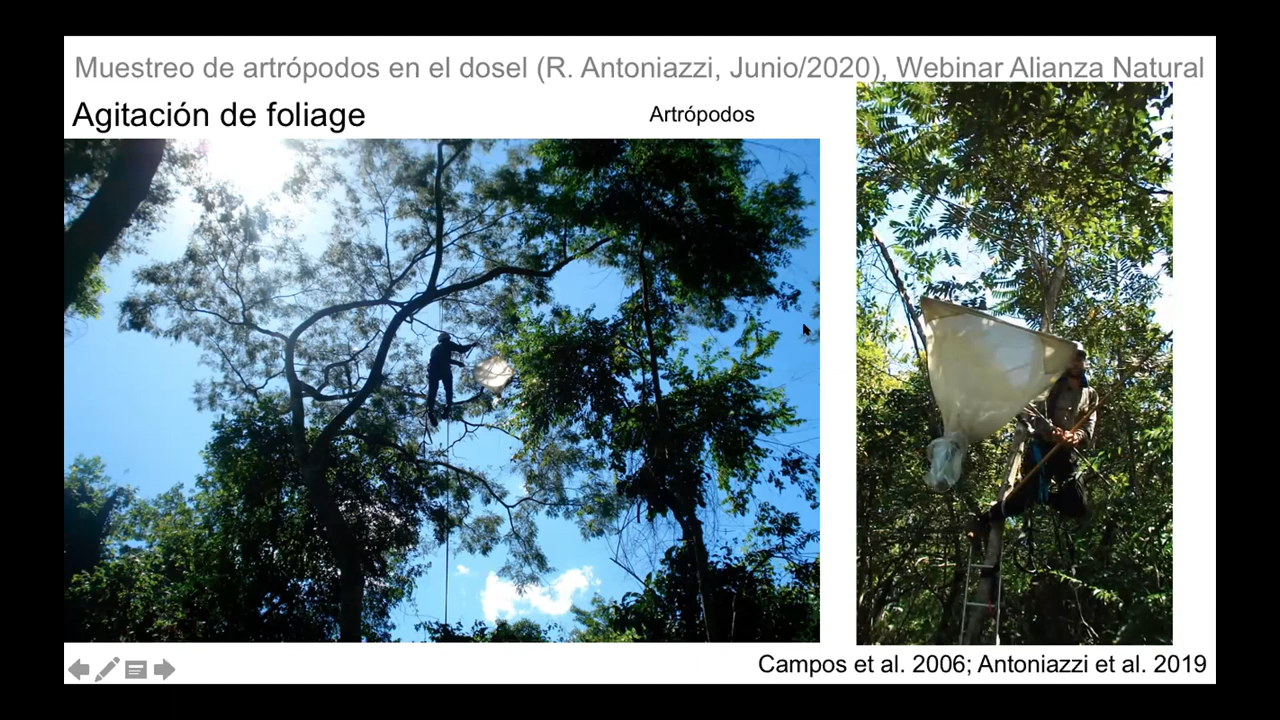 Muestreo de artrópodos en el dosel (R. Antoniazzi, Junio/2020), Webinar Alianza Natural
Agitación de foliage
Artrópodos
Campos et al. 2006; Antoniazzi et al. 2019